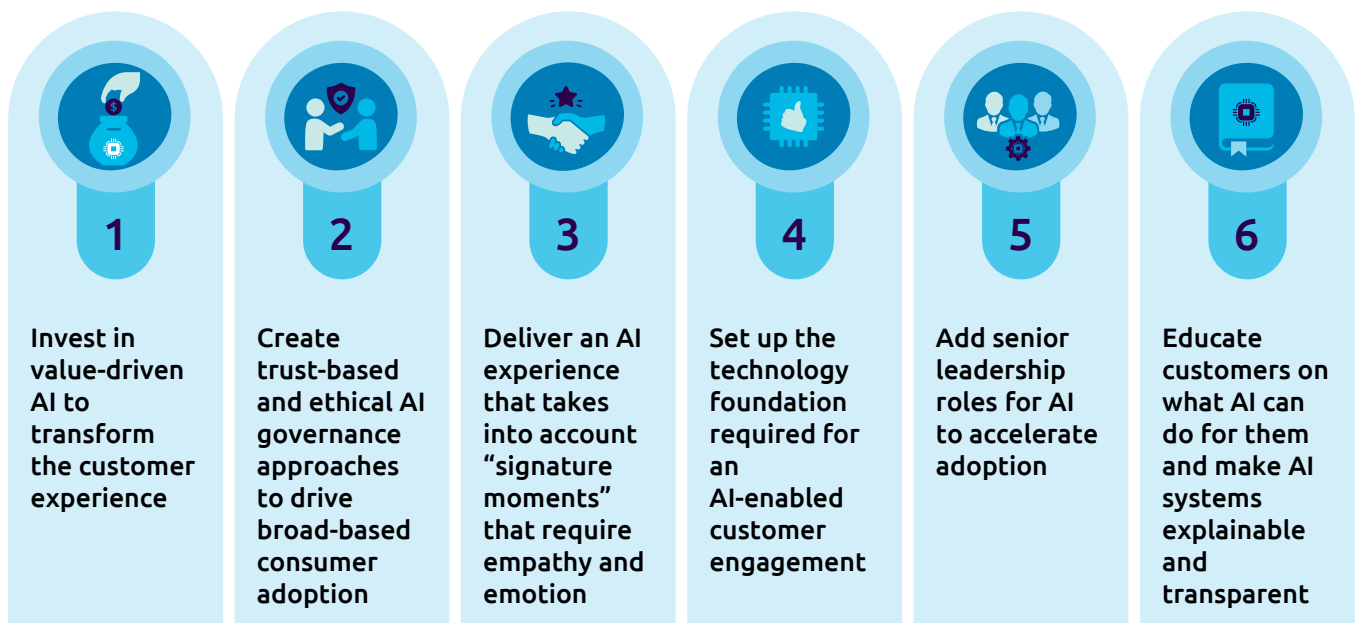 $
1
Invest in
value-driven
AI to
transform
the customer
experience
2
Create
trust-based
and ethical AI
governance
approaches
to drive
broad-based
consumer
adoption
3
Deliver an AI
experience
that takes
into account
“signature
moments”
that require
empathy and
emotion
4
Set up the
technology
foundation
required for
an
AI-enabled
customer
engagement
5
Add senior
leadership
roles for AI
to accelerate
adoption
6
Educate
customers on
what AI can
do for them
and make AI
systems
explainable
and
transparent